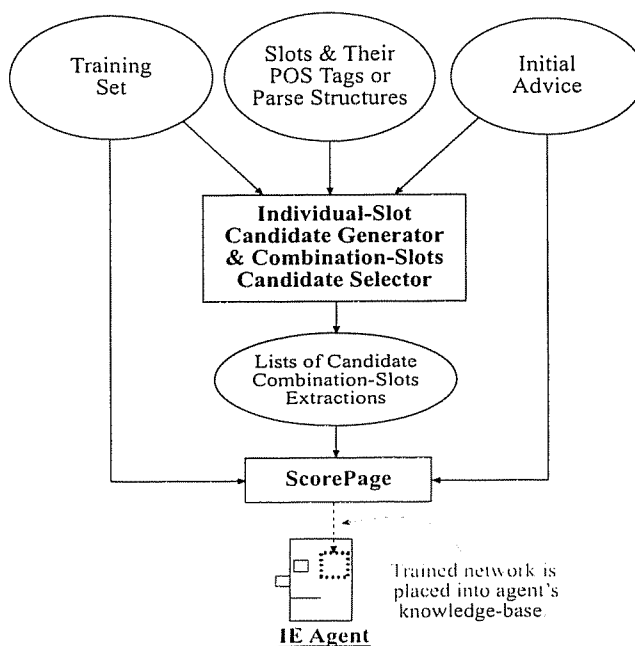 Training
Set
Slots & Their
POS Tags or
Parse Structures
Initial
Advice
Individual-Slot
Candidate Generator
& Combination-Slots
Candidate Selector
Lists of Candidate
Combination-Slots
Extractions
ScorePage
Trained network is
placed into agent's
knowledge-base.
IE Agent